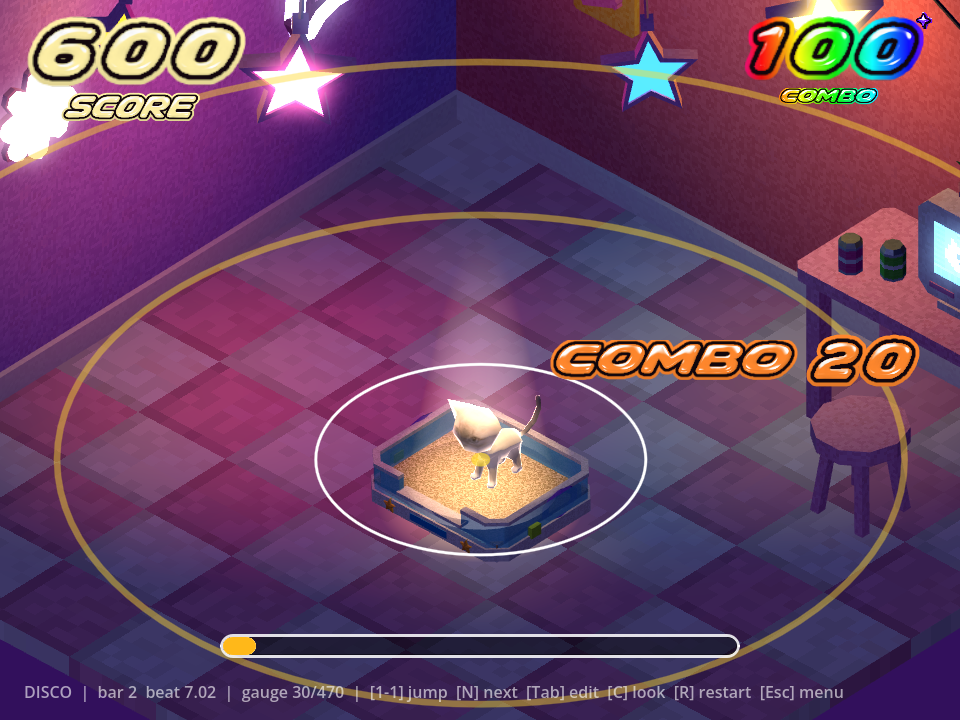 600
SCORE
100
COMBO
COMBO 20
DISCO | bar 2 beat 7.02 | gauge 30/470 | [1-1] jump [N] next [Tab] edit [C] look [R] restart [Esc] menu